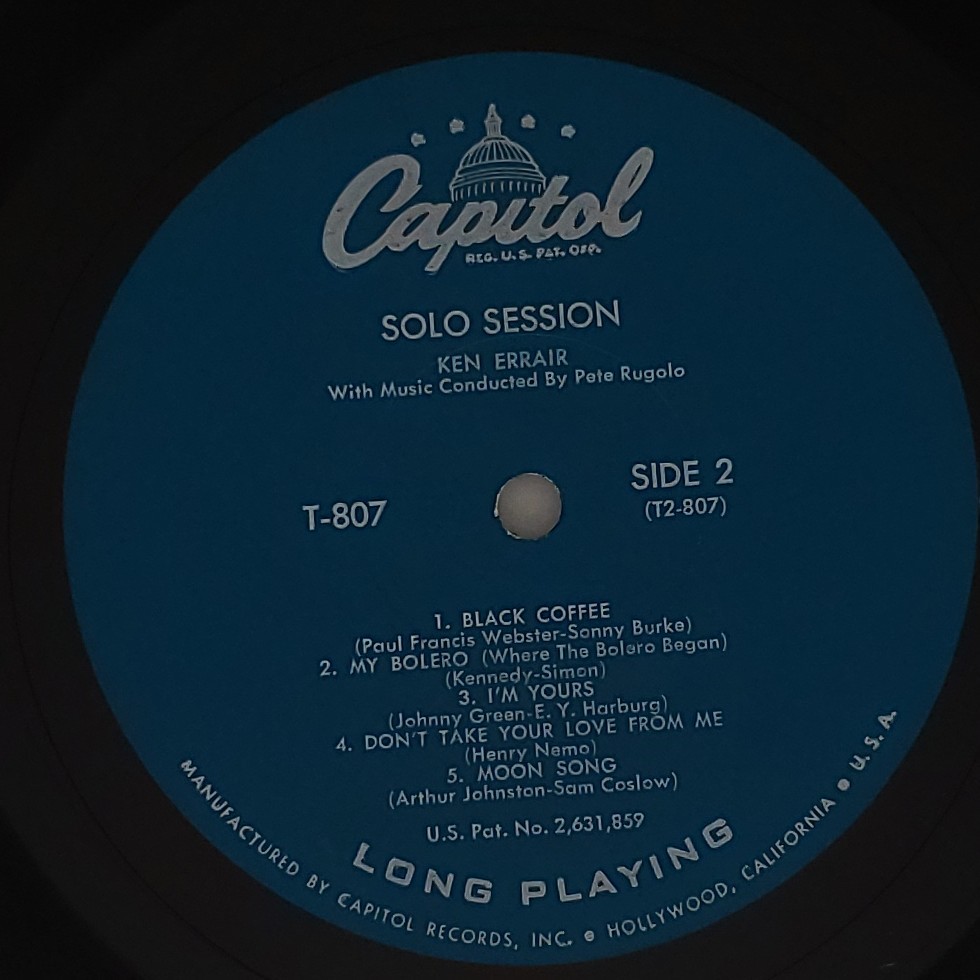 Capitol
REG. U.S. PAT. OFF.
SOLO SESSION
KEN ERRAIR
With Music Conducted By Pete Rugolo
SIDE 2
T-807
(T2-807)
1. BLACK COFFEE
(Paul Francis Webster-Sonny Burke)
2. MY BOLERO (Where The Bolero Began)
(Kennedy-Simon)
3. I'M YOURS
(Johnny Green-E. Y. Harburg)
4. DON'T TAKE YOUR LOVE FROM ME
(Henry Nemo)
5. MOON SONG
(Arthur Johnston-Sam Coslow)
U.S. Pat. No. 2,631,859
LONG PLAYING
MANUFACTURED BY CAPITOL RECORDS, INC. • HOLLYWOOD, CALIFORNIA • U.S.A.